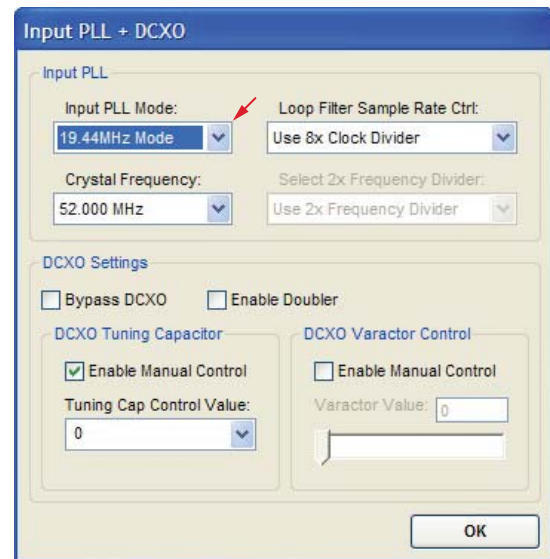 Input PLL + DCXO
Input PLL
Input PLL Mode:
Loop Filter Sample Rate Ctrl:
19.44MHz Mode
Use 8x Clock Divider
Crystal Frequency:
Select 2x Frequency Divider:
52.000 MHz
Use 2x Frequency Divider
DCXO Settings
Bypass DCXO
Enable Doubler
DCXO Tuning Capacitor
DCXO Varactor Control
Enable Manual Control
Enable Manual Control
Tuning Cap Control Value:
Varactor Value:
0
0
OK